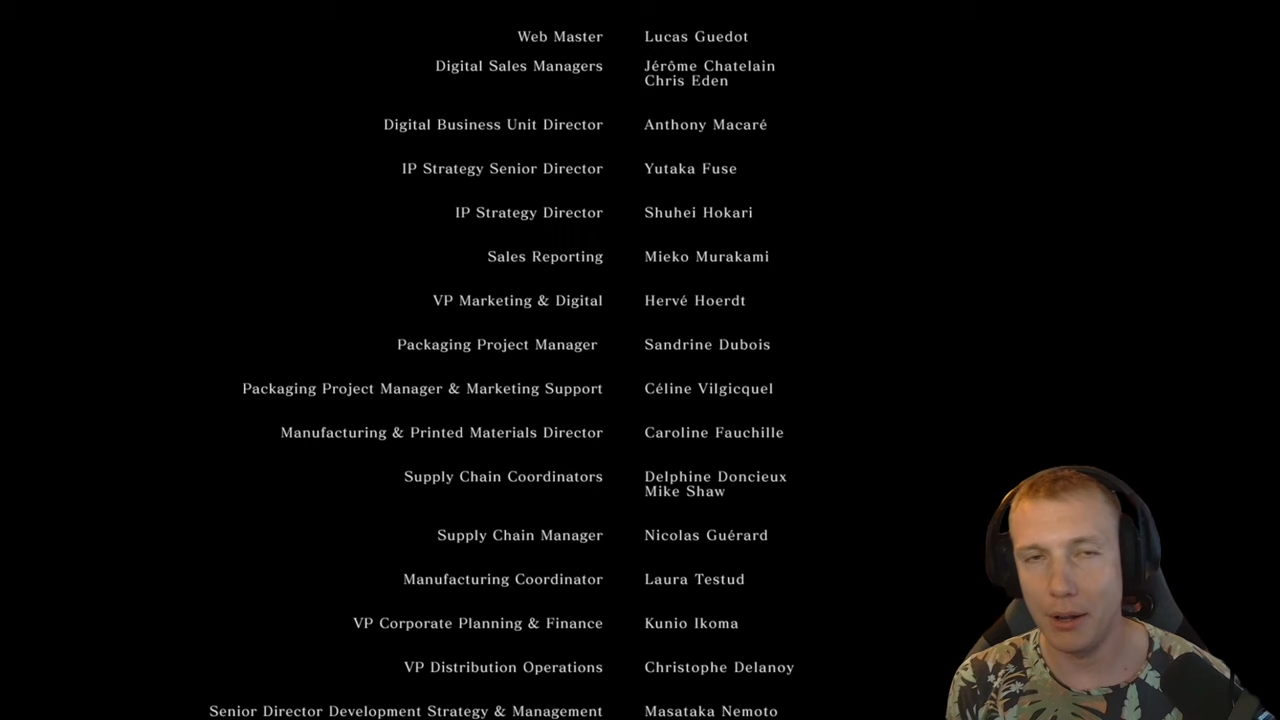 Web Master Lucas Guedot
Digital Sales Managers Jérôme Chatelain
Chris Eden
Digital Business Unit Director Anthony Macaré
IP Strategy Senior Director Yutaka Fuse
IP Strategy Director Shuhei Hokari
Sales Reporting Mieko Murakami
VP Marketing & Digital Hervé Hoerdt
Packaging Project Manager Sandrine Dubois
Packaging Project Manager & Marketing Support Céline Vilgicquel
Manufacturing & Printed Materials Director Caroline Fauchille
Supply Chain Coordinators Delphine Doncieux
Mike Shaw
Supply Chain Manager Nicolas Guérard
Manufacturing Coordinator Laura Testud
VP Corporate Planning & Finance Kunio Ikoma
VP Distribution Operations Christophe Delanoy
Senior Director Development Strategy & Management Masataka Nemoto